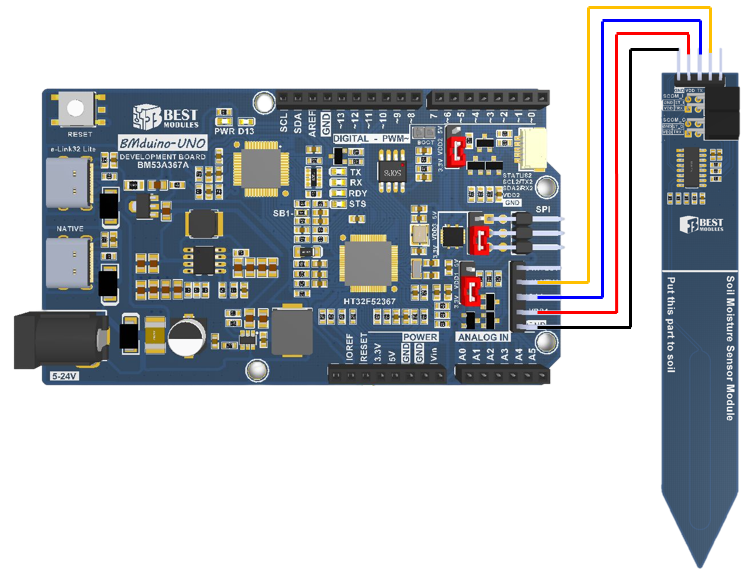 RESET
BEST
MODULES
PWR D13
BMduino-UNO
DEVELOPMENT BOARD
BM53A367A
e-Link32 Lite
NATIVE
5-24V
SCL
SDA
AREF
GND
~13
~12
~11
~10
~9
~8
7
~6
~5
~4
~3
~2
DIGITAL - PWM~
BOOT
TX
RX
RDY
STS
SB1
STATUS2
SCL2/TX2
SDA2/RX2
VDD2
GND
SPI
HT32F52367
IOREF
RESET
3.3V
5V
GND
GND
Vin
POWER
ANALOG IN
A0
A1
A2
A3
A4
A5
BEST
MODULES
Soil Moisture Sensor Module
Put this part to soil